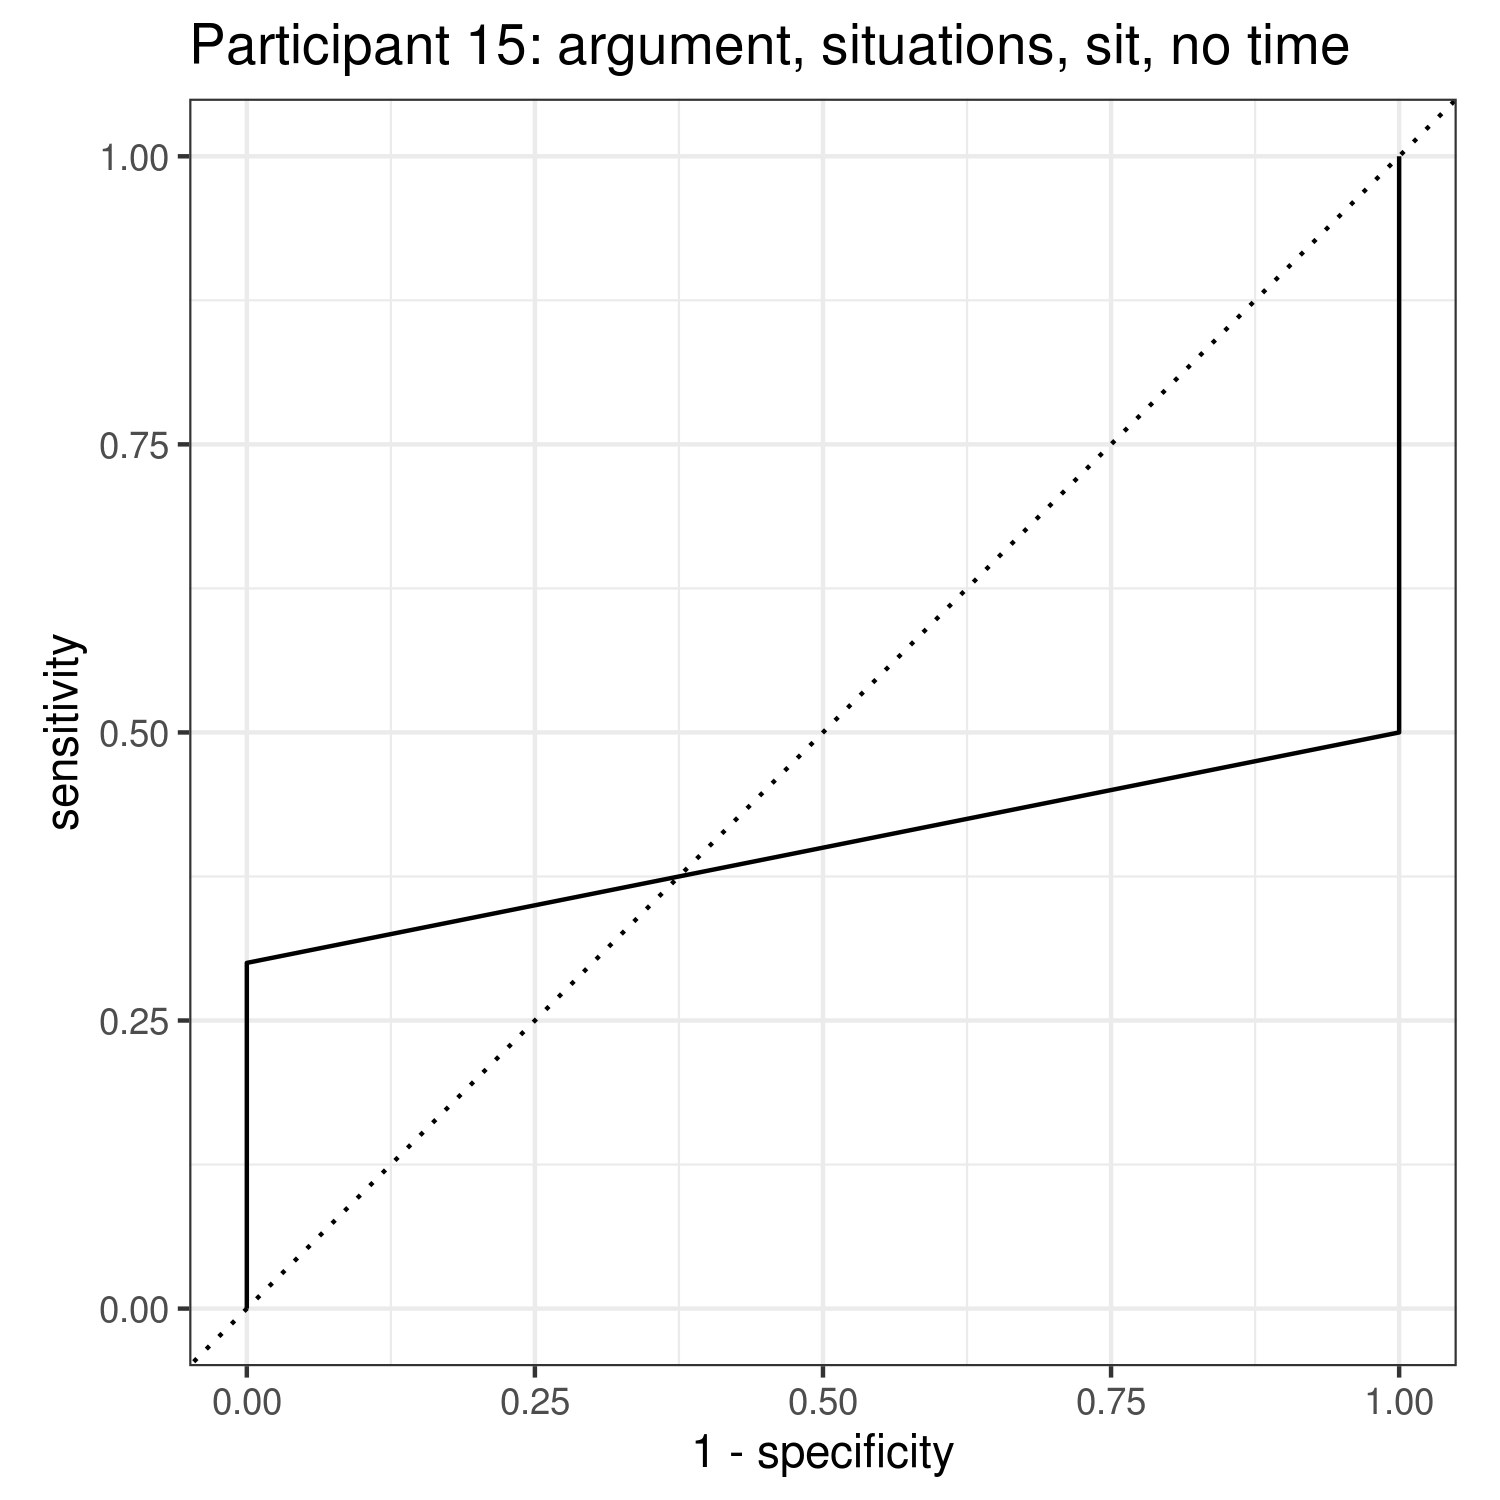 Participant 15: argument, situations, sit, no time
1.00
0.75
0.50
0.25
0.00
sensitivity
0.00 0.25 0.50 0.75 1.00
1 - specificity